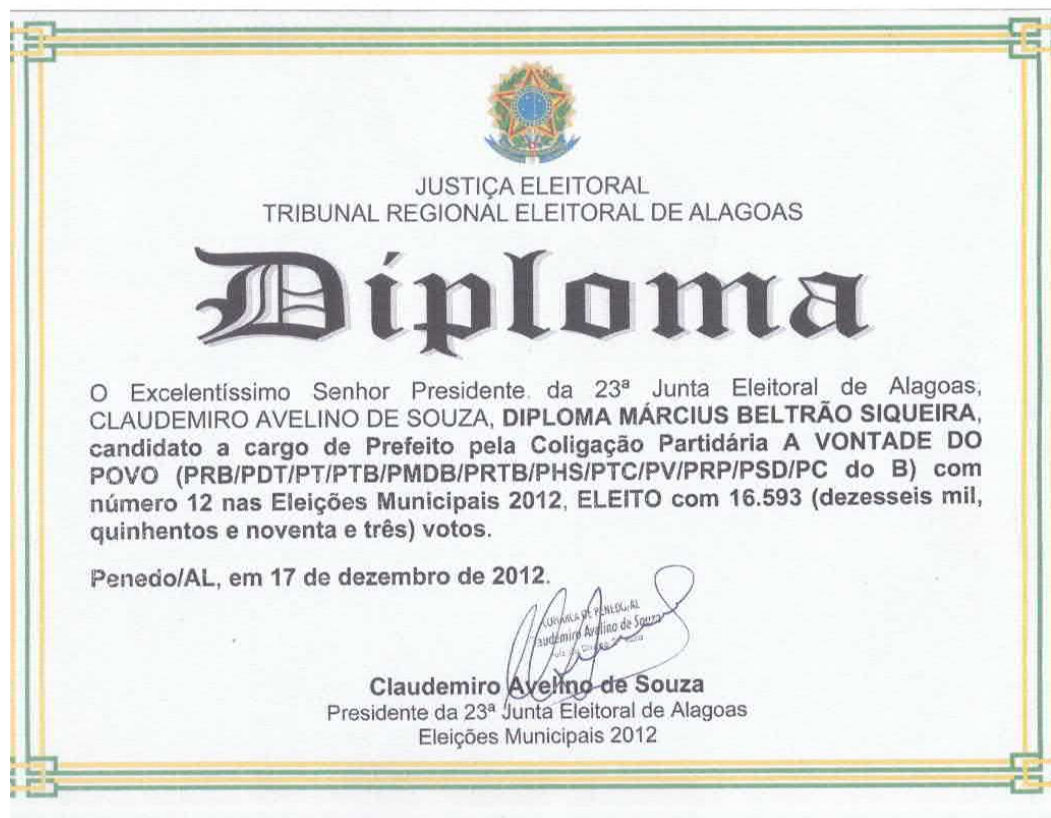 JUSTIÇA ELEITORAL
TRIBUNAL REGIONAL ELEITORAL DE ALAGOAS
Diploma
O Excelentíssimo Senhor Presidente da 23ª Junta Eleitoral de Alagoas,
CLAUDEMIRO AVELINO DE SOUZA, DIPLOMA MÁRCIUS BELTRÃO SIQUEIRA,
candidato a cargo de Prefeito pela Coligação Partidária A VONTADE DO
POVO (PRB/PDT/PT/PTB/PMDB/PRTB/PHS/PTC/PV/PRP/PSD/PC do B) com
número 12 nas Eleições Municipais 2012, ELEITO com 16.593 (dezesseis mil,
quinhentos e noventa e três) votos.
Penedo/AL, em 17 de dezembro de 2012.
Avelino de Souza
Claudemiro Avelino de Souza
Presidente da 23ª Junta Eleitoral de Alagoas
Eleições Municipais 2012